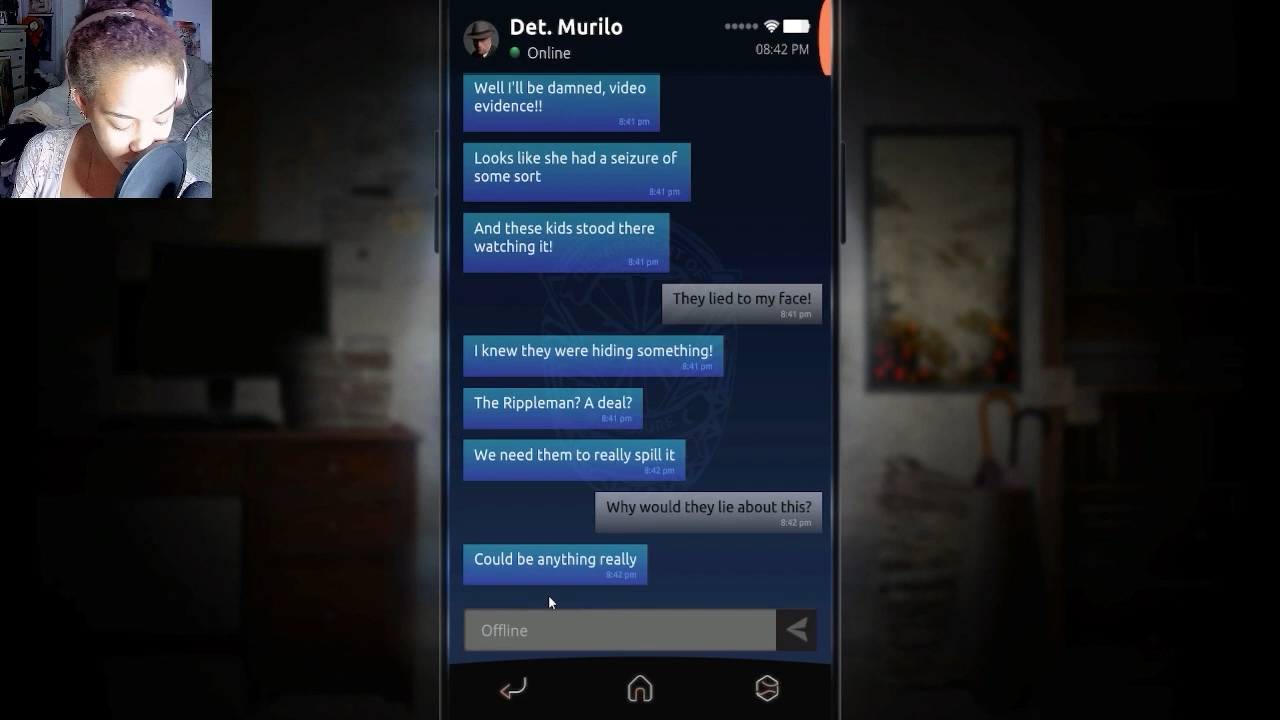 Det. Murilo
Online
08:42 PM
Well I'll be damned, video
evidence!!
8:41 pm
Looks like she had a seizure of
some sort
8:41 pm
And these kids stood there
watching it!
8:41 pm
They lied to my face!
8:41 pm
I knew they were hiding something!
8:41 pm
The Rippleman? A deal?
8:41 pm
We need them to really spill it
8:42 pm
Why would they lie about this?
8:42 pm
Could be anything really
8:42 pm
Offline